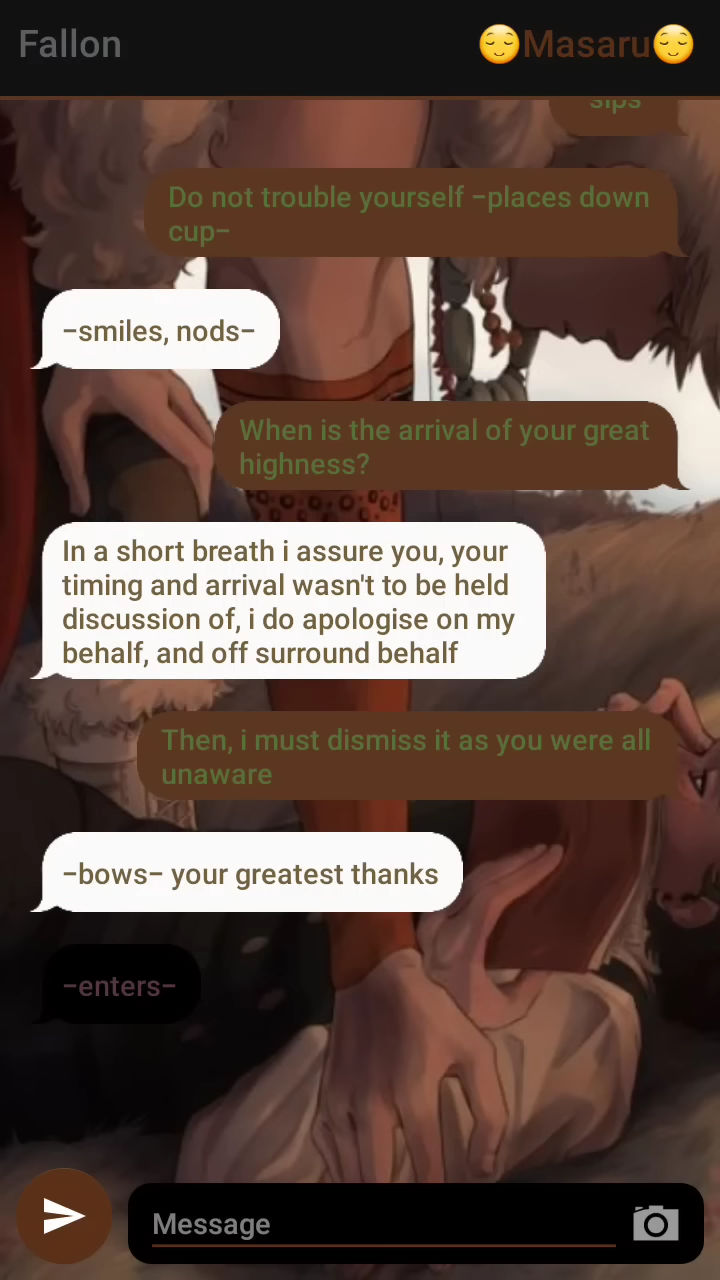 Fallon
😌Masaru😌
sips
Do not trouble yourself –places down
cup–
–smiles, nods–
When is the arrival of your great
highness?
In a short breath i assure you, your
timing and arrival wasn't to be held
discussion of, i do apologise on my
behalf, and off surround behalf
Then, i must dismiss it as you were all
unaware
–bows– your greatest thanks
–enters–
Message